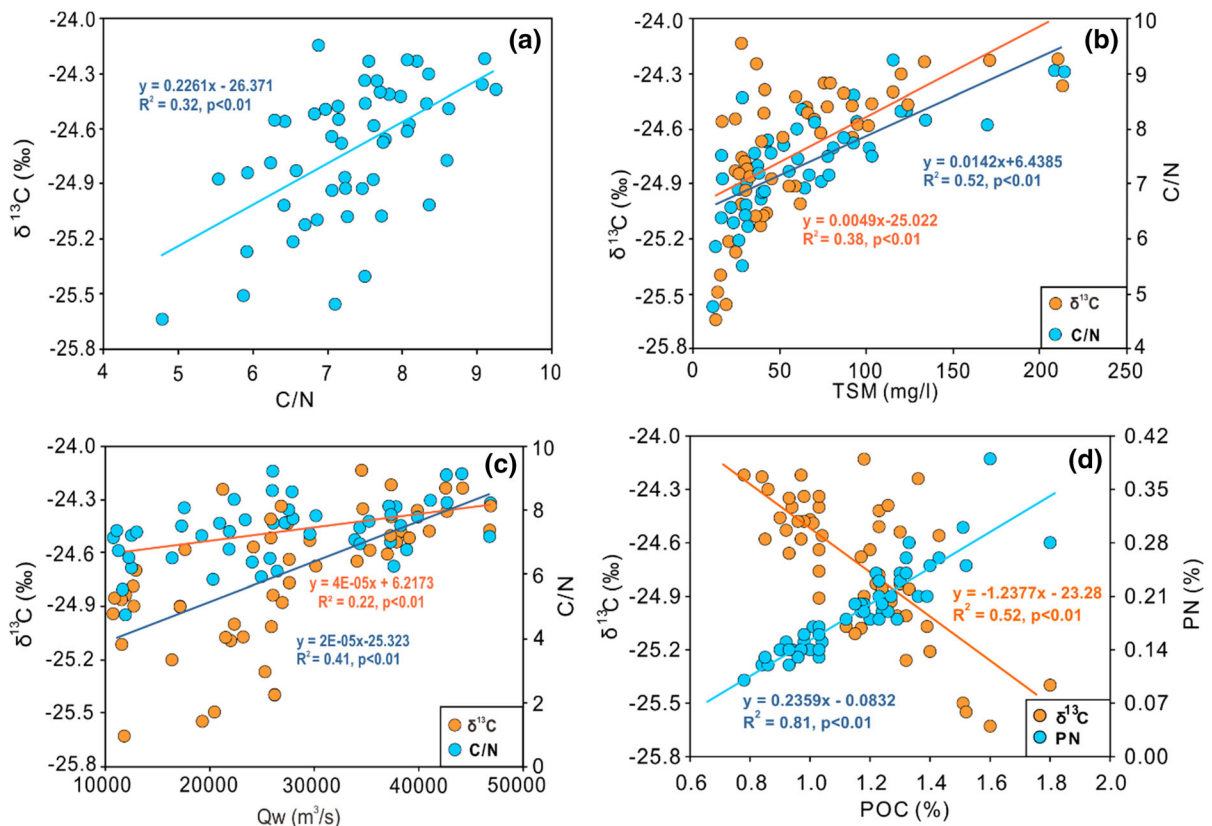 (a)
-24.0
-24.3
-24.6
-24.9
-25.2
-25.5
-25.8
δ¹³C (‰)
y = 0.2261x - 26.371
R² = 0.32, p<0.01
4 5 6 7 8 9 10
C/N
(b)
-24.0
-24.3
-24.6
-24.9
-25.2
-25.5
-25.8
δ¹³C (‰)
10
9
8
7
6
5
4
C/N
y = 0.0142x+6.4385
R² = 0.52, p<0.01
y = 0.0049x-25.022
R² = 0.38, p<0.01
δ¹³C
C/N
0 50 100 150 200 250
TSM (mg/l)
(c)
-24.0
-24.3
-24.6
-24.9
-25.2
-25.5
-25.8
δ¹³C (‰)
10
8
6
4
2
0
C/N
y = 4E-05x + 6.2173
R² = 0.22, p<0.01
y = 2E-05x-25.323
R² = 0.41, p<0.01
δ¹³C
C/N
10000 20000 30000 40000 50000
Qw (m³/s)
(d)
-24.0
-24.3
-24.6
-24.9
-25.2
-25.5
-25.8
δ¹³C (‰)
0.42
0.35
0.28
0.21
0.14
0.07
0.00
PN (%)
y = -1.2377x - 23.28
R² = 0.52, p<0.01
y = 0.2359x - 0.0832
R² = 0.81, p<0.01
δ¹³C
PN
0.6 0.8 1.0 1.2 1.4 1.6 1.8 2.0
POC (%)